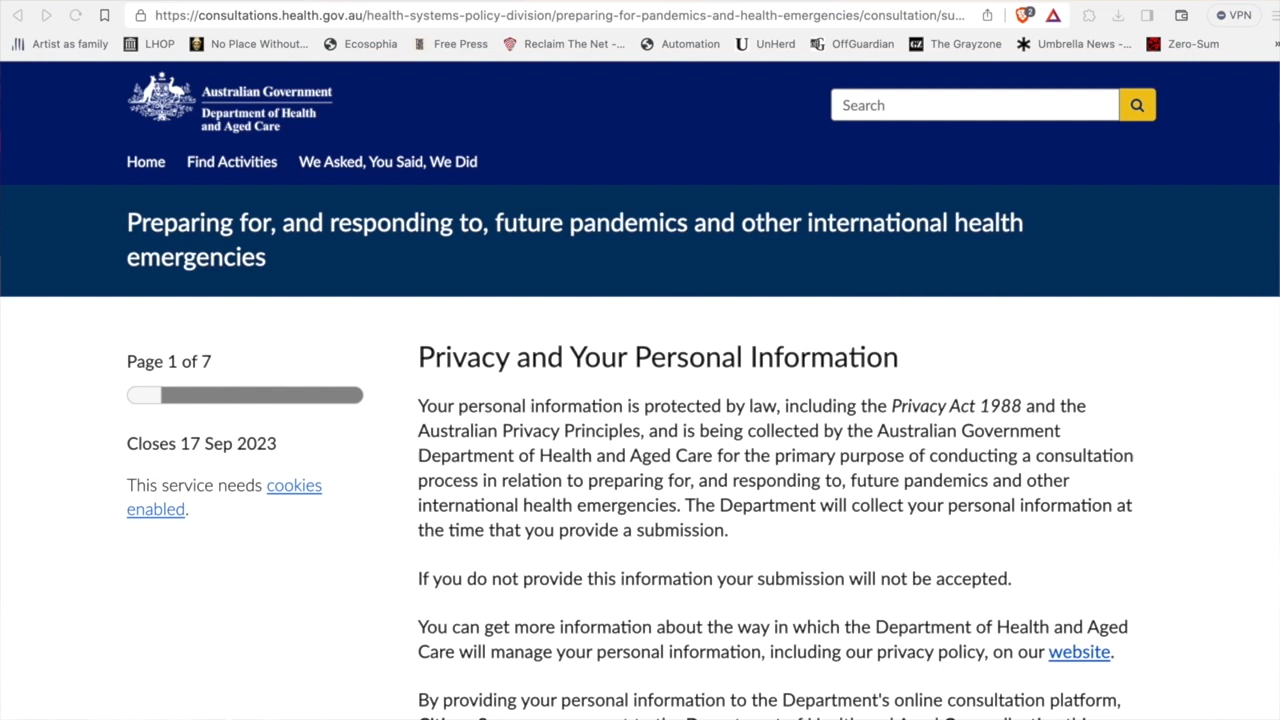 https://consultations.health.gov.au/health-systems-policy-division/preparing-for-pandemics-and-health-emergencies/consultation/su...
2
VPN
Artist as family
LHOP
No Place Without...
Ecosophia
Free Press
Reclaim The Net -...
Automation
UnHerd
OffGuardian
The Grayzone
Umbrella News -...
Zero-Sum
»
Australian Government
Department of Health
and Aged Care
Search
Home Find Activities We Asked, You Said, We Did
Preparing for, and responding to, future pandemics and other international health
emergencies
Page 1 of 7
Closes 17 Sep 2023
This service needs cookies
enabled.
Privacy and Your Personal Information
Your personal information is protected by law, including the Privacy Act 1988 and the
Australian Privacy Principles, and is being collected by the Australian Government
Department of Health and Aged Care for the primary purpose of conducting a consultation
process in relation to preparing for, and responding to, future pandemics and other
international health emergencies. The Department will collect your personal information at
the time that you provide a submission.
If you do not provide this information your submission will not be accepted.
You can get more information about the way in which the Department of Health and Aged
Care will manage your personal information, including our privacy policy, on our website.
By providing your personal information to the Department's online consultation platform,